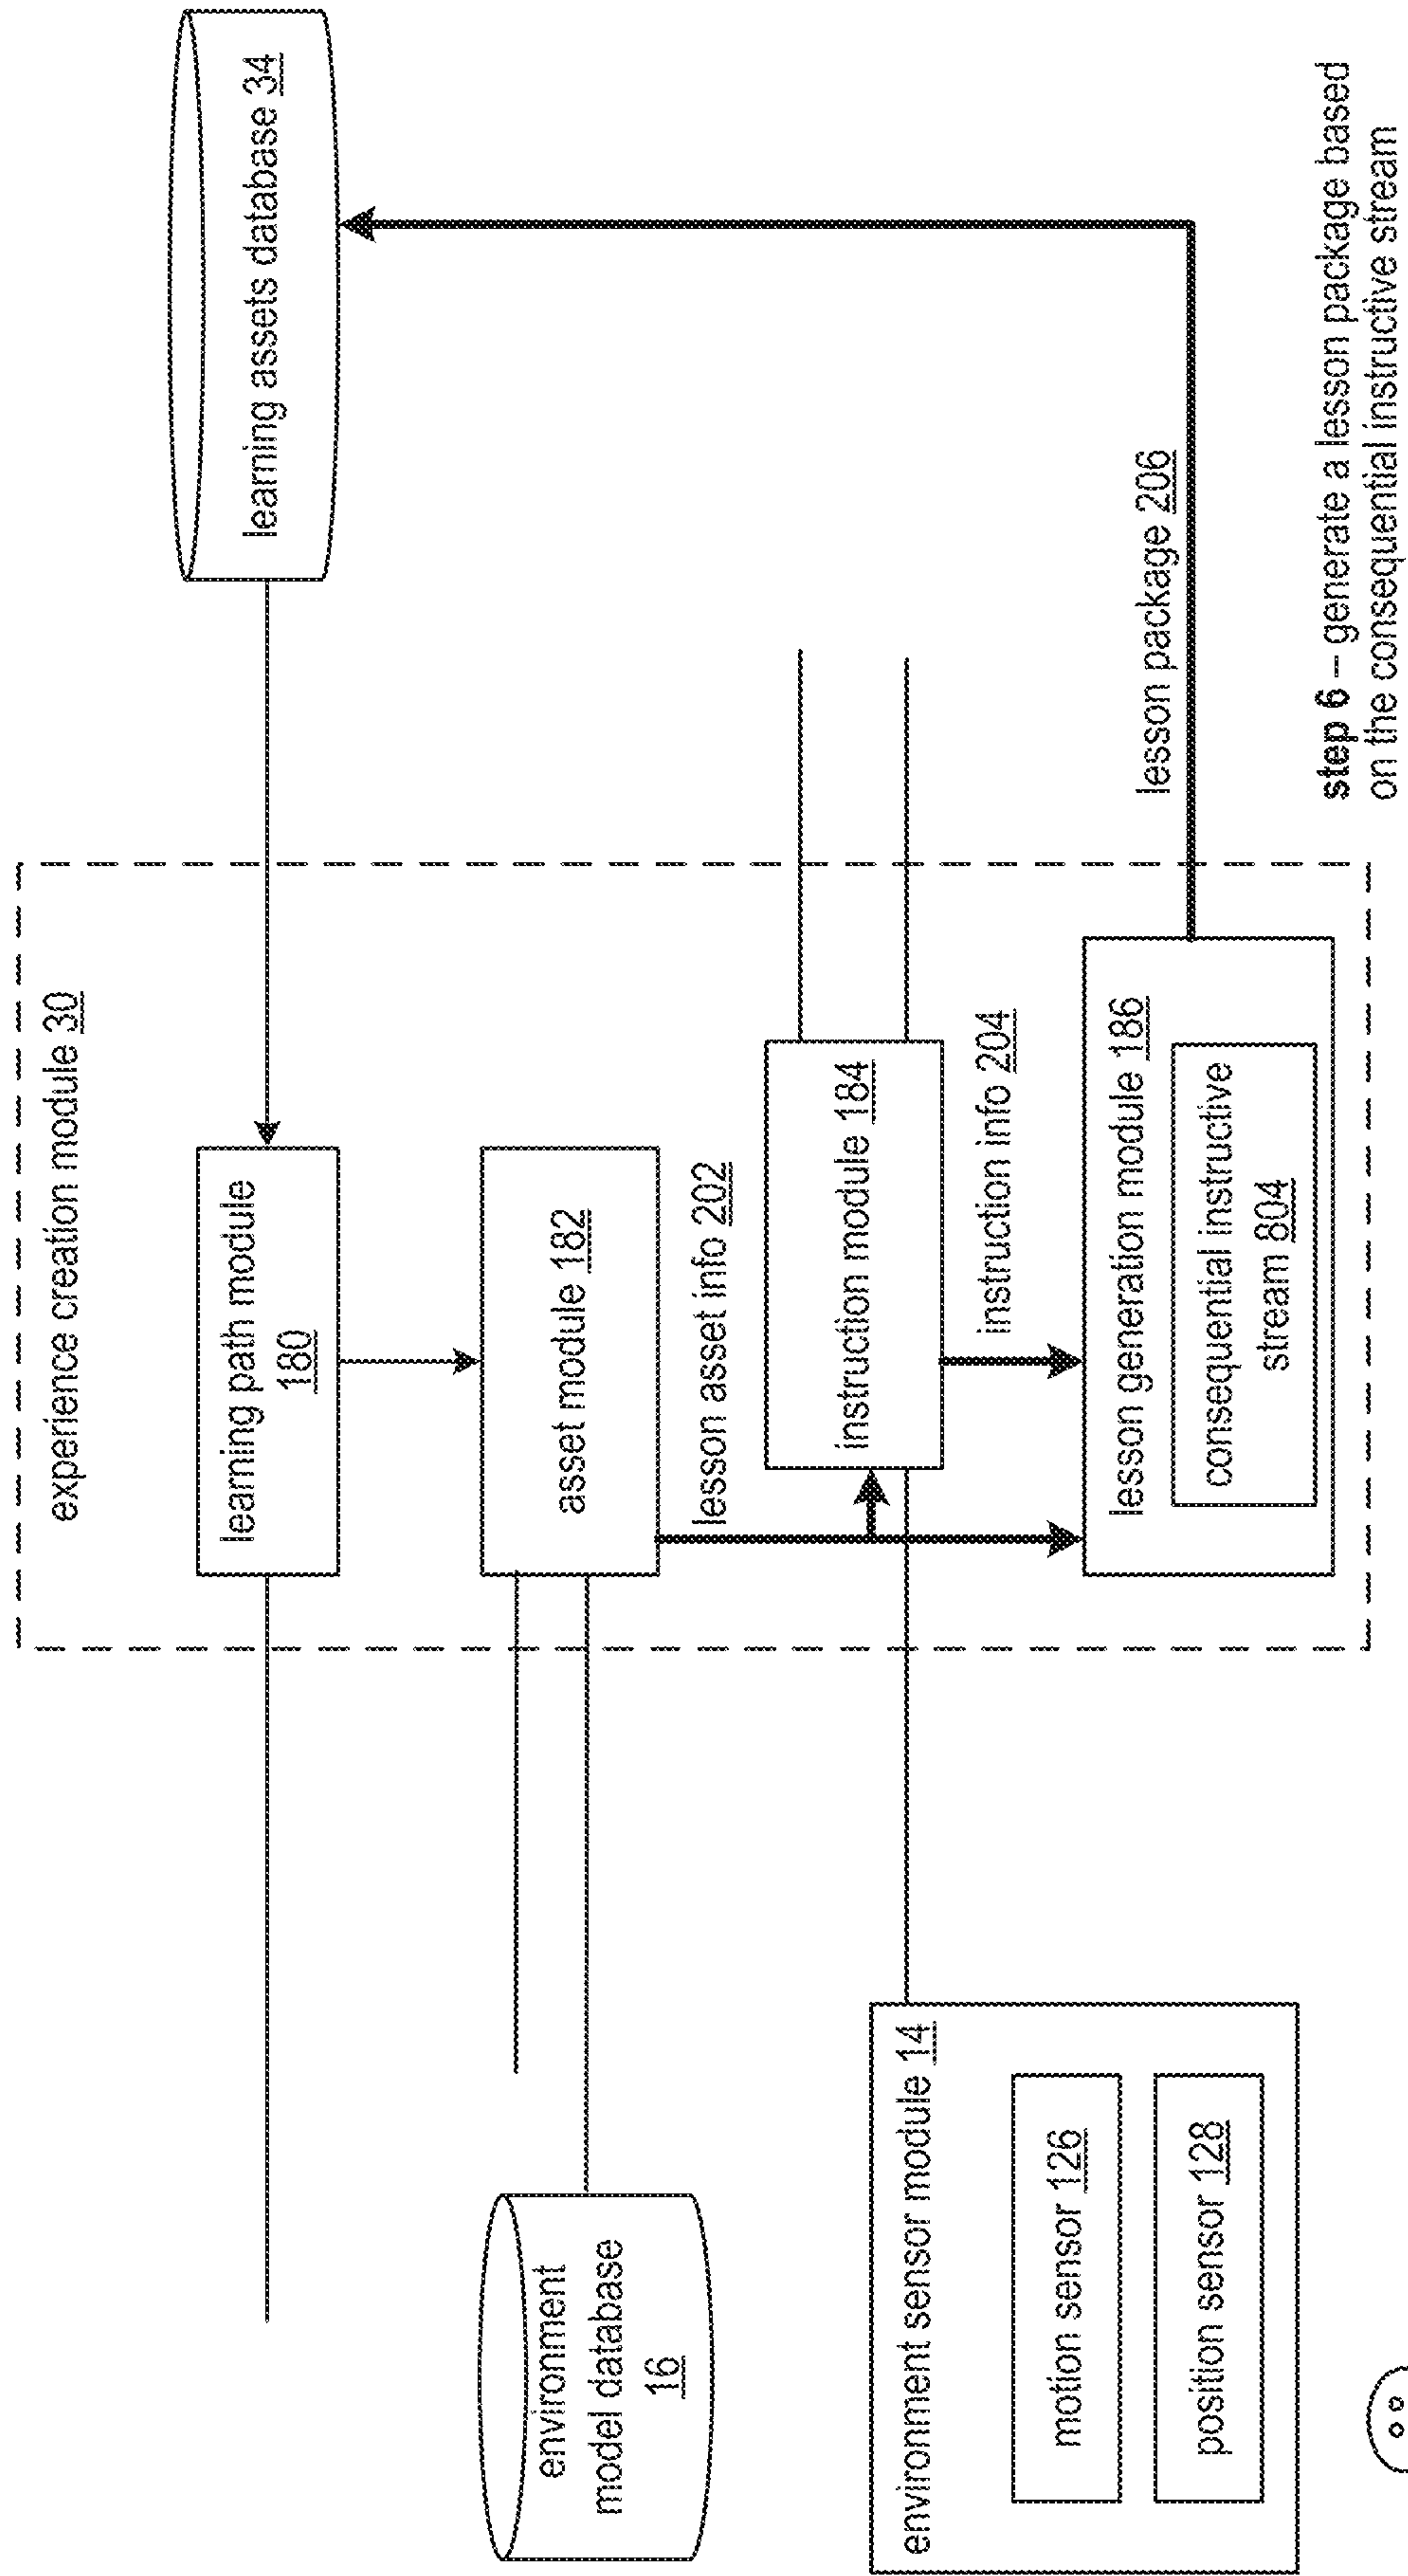 experience creation module 30
learning assets database 34
learning path module
180
environment
model database
16
asset module 182
lesson asset info 202
instruction module 184
instruction info 204
environment sensor module 14
motion sensor 126
position sensor 128
lesson generation module 186
consequential instructive
stream 804
lesson package 206
step 6 – generate a lesson package based
on the consequential instructive stream